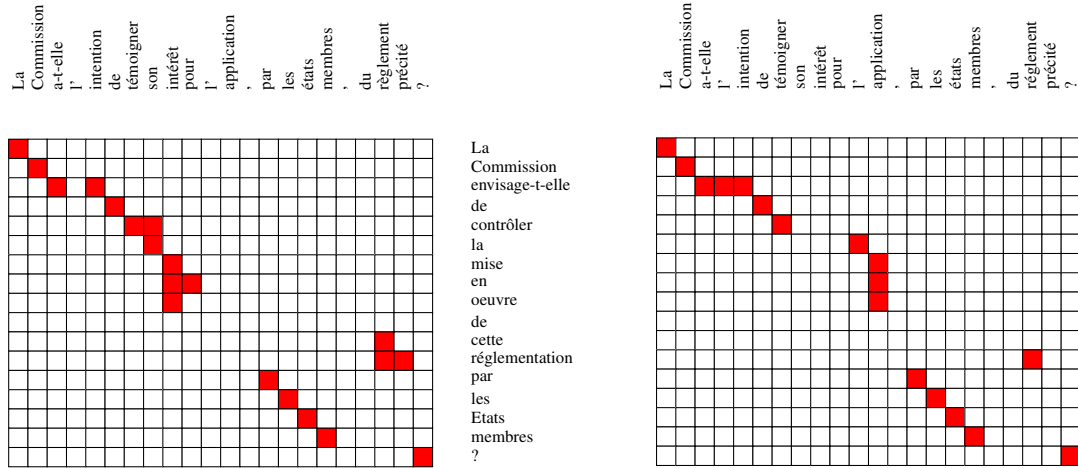 La
Commission
a-t-elle
l'
intention
de
témoigner
son
intérêt
pour
l'
application
,
par
les
états
membres
,
du
règlement
précité
?
La
Commission
a-t-elle
l'
intention
de
témoigner
son
intérêt
pour
l'
application
,
par
les
états
membres
,
du
réglement
précité
?
La
Commission
envisage-t-elle
de
contrôler
la
mise
en
oeuvre
de
cette
réglementation
par
les
Etats
membres
?